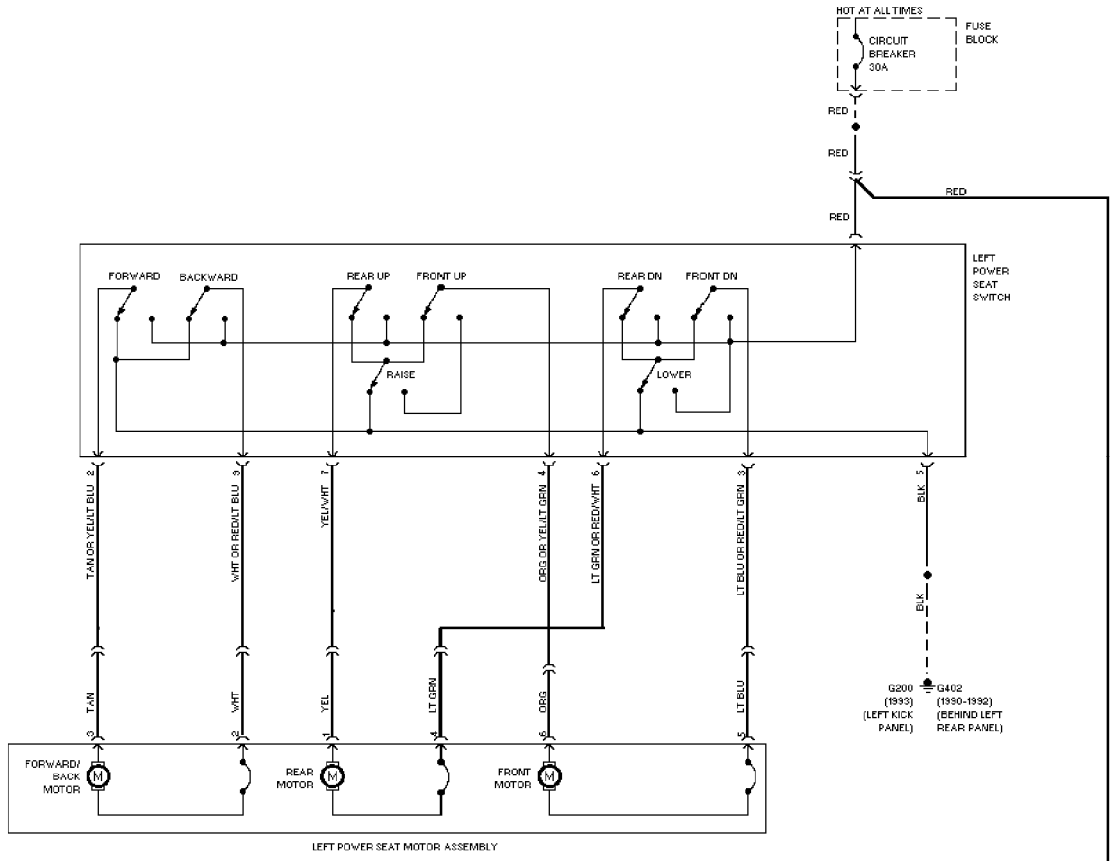 HOT AT ALL TIMES
FUSE
BLOCK
CIRCUIT
BREAKER
30A
RED
RED
RED
RED
LEFT
POWER
SEAT
SWITCH
FORWARD
BACKWARD
REAR UP
FRONT UP
REAR DN
FRONT DN
RAISE
LOWER
2
9
7
4
6
3
5
TAN OR YEL/LT BLU
WHT OR RED/LT BLU
YEL/WHT
ORG OR YEL/LT GRN
LT GRN OR RED/WHT
LT BLU OR RED/LT GRN
BLK
BLK
TAN
WHT
YEL
LT GRN
ORG
LT BLU
G200
(1993)
(LEFT KICK
PANEL)
G402
(1990-1992)
(BEHIND LEFT
REAR PANEL)
3
2
1
4
6
5
FORWARD/
BACK
MOTOR
M
REAR
MOTOR
M
FRONT
MOTOR
M
LEFT POWER SEAT MOTOR ASSEMBLY